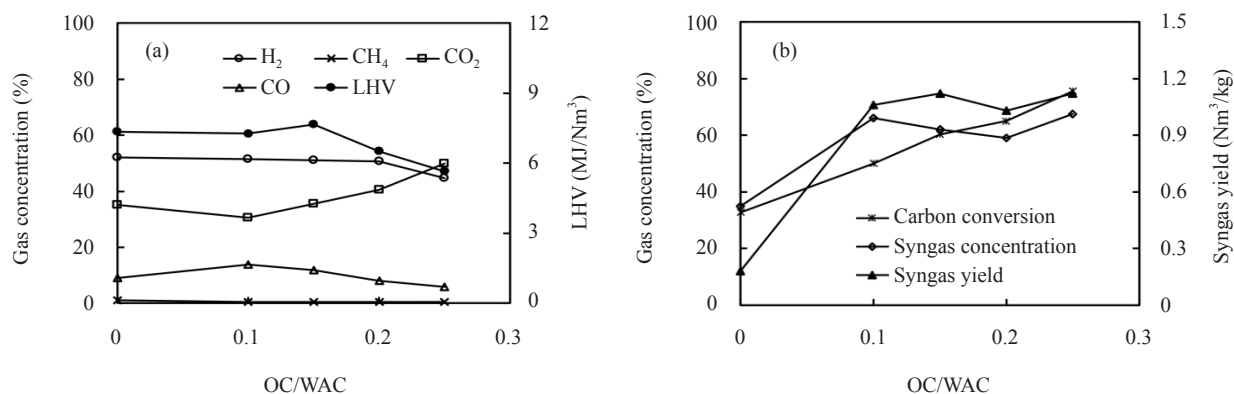 (a)
H₂ CH₄ CO₂
CO LHV
Gas concentration (%)
100
80
60
40
20
0
0 0.1 0.2 0.3
OC/WAC
12
9
6
3
0
LHV (MJ/Nm³)
(b)
Carbon conversion
Syngas concentration
Syngas yield
Gas concentration (%)
100
80
60
40
20
0
0 0.1 0.2 0.3
OC/WAC
1.5
1.2
0.9
0.6
0.3
0
Syngas yield (Nm³/kg)